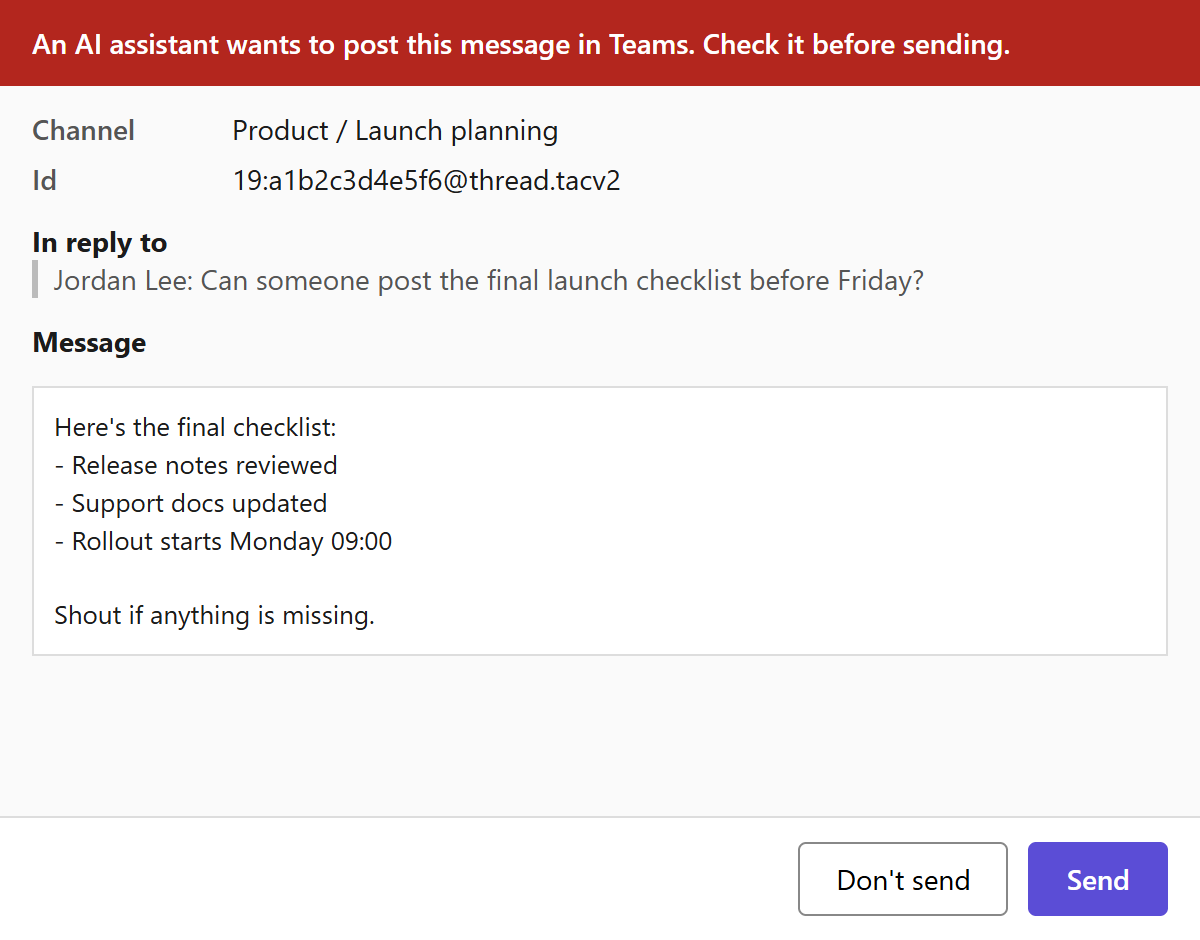 An AI assistant wants to post this message in Teams. Check it before sending.
Channel Product / Launch planning
Id 19:a1b2c3d4e5f6@thread.tacv2
In reply to
Jordan Lee: Can someone post the final launch checklist before Friday?
Message
Here's the final checklist:
- Release notes reviewed
- Support docs updated
- Rollout starts Monday 09:00
Shout if anything is missing.
Don't send Send